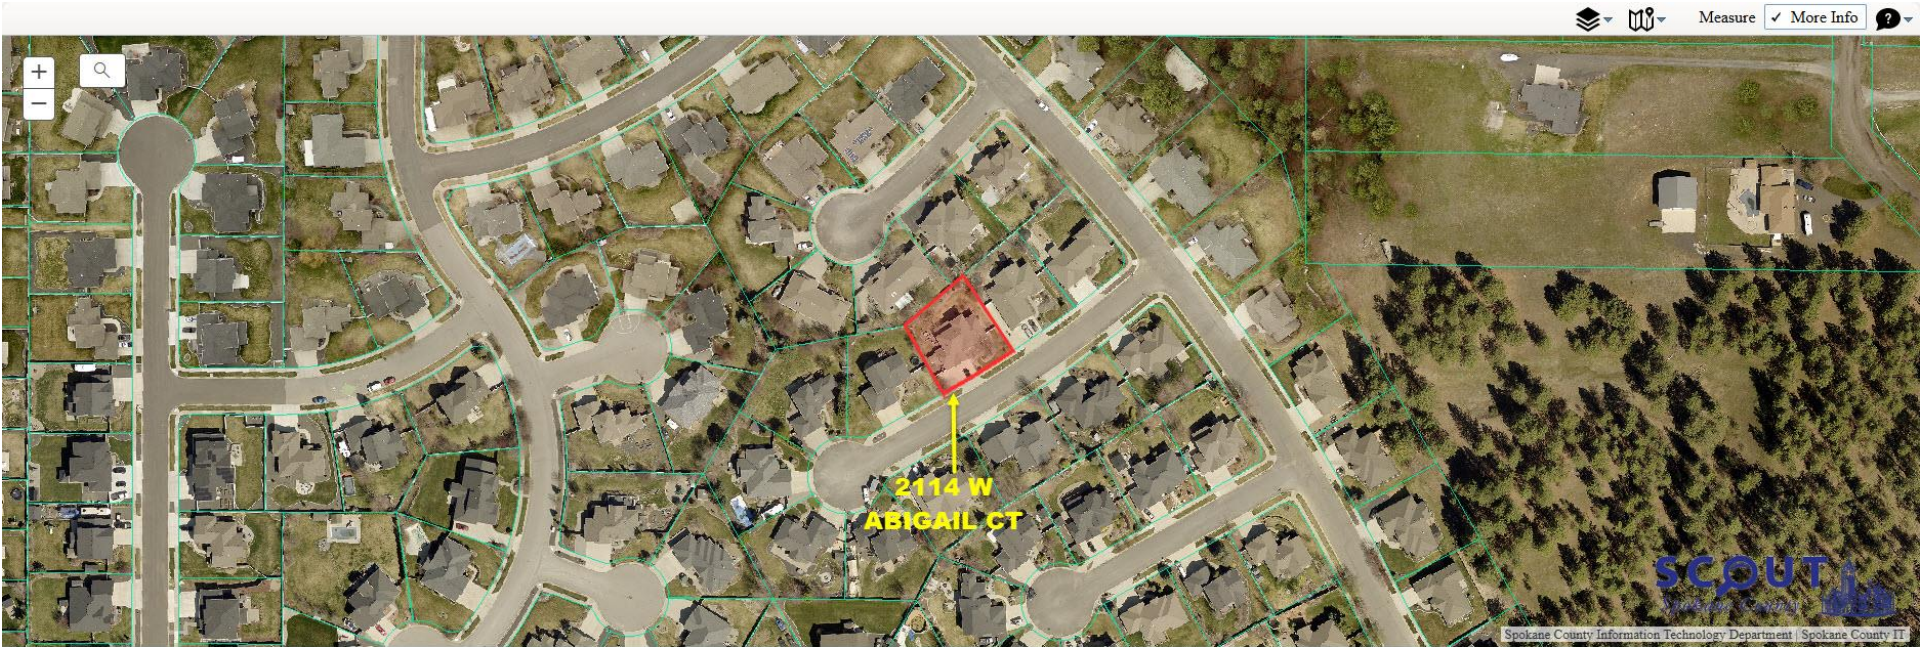 Measure ✓ More Info ?
+
−
2114 W
ABIGAIL CT
SCOUT
Spokane County
Spokane County Information Technology Department | Spokane County IT